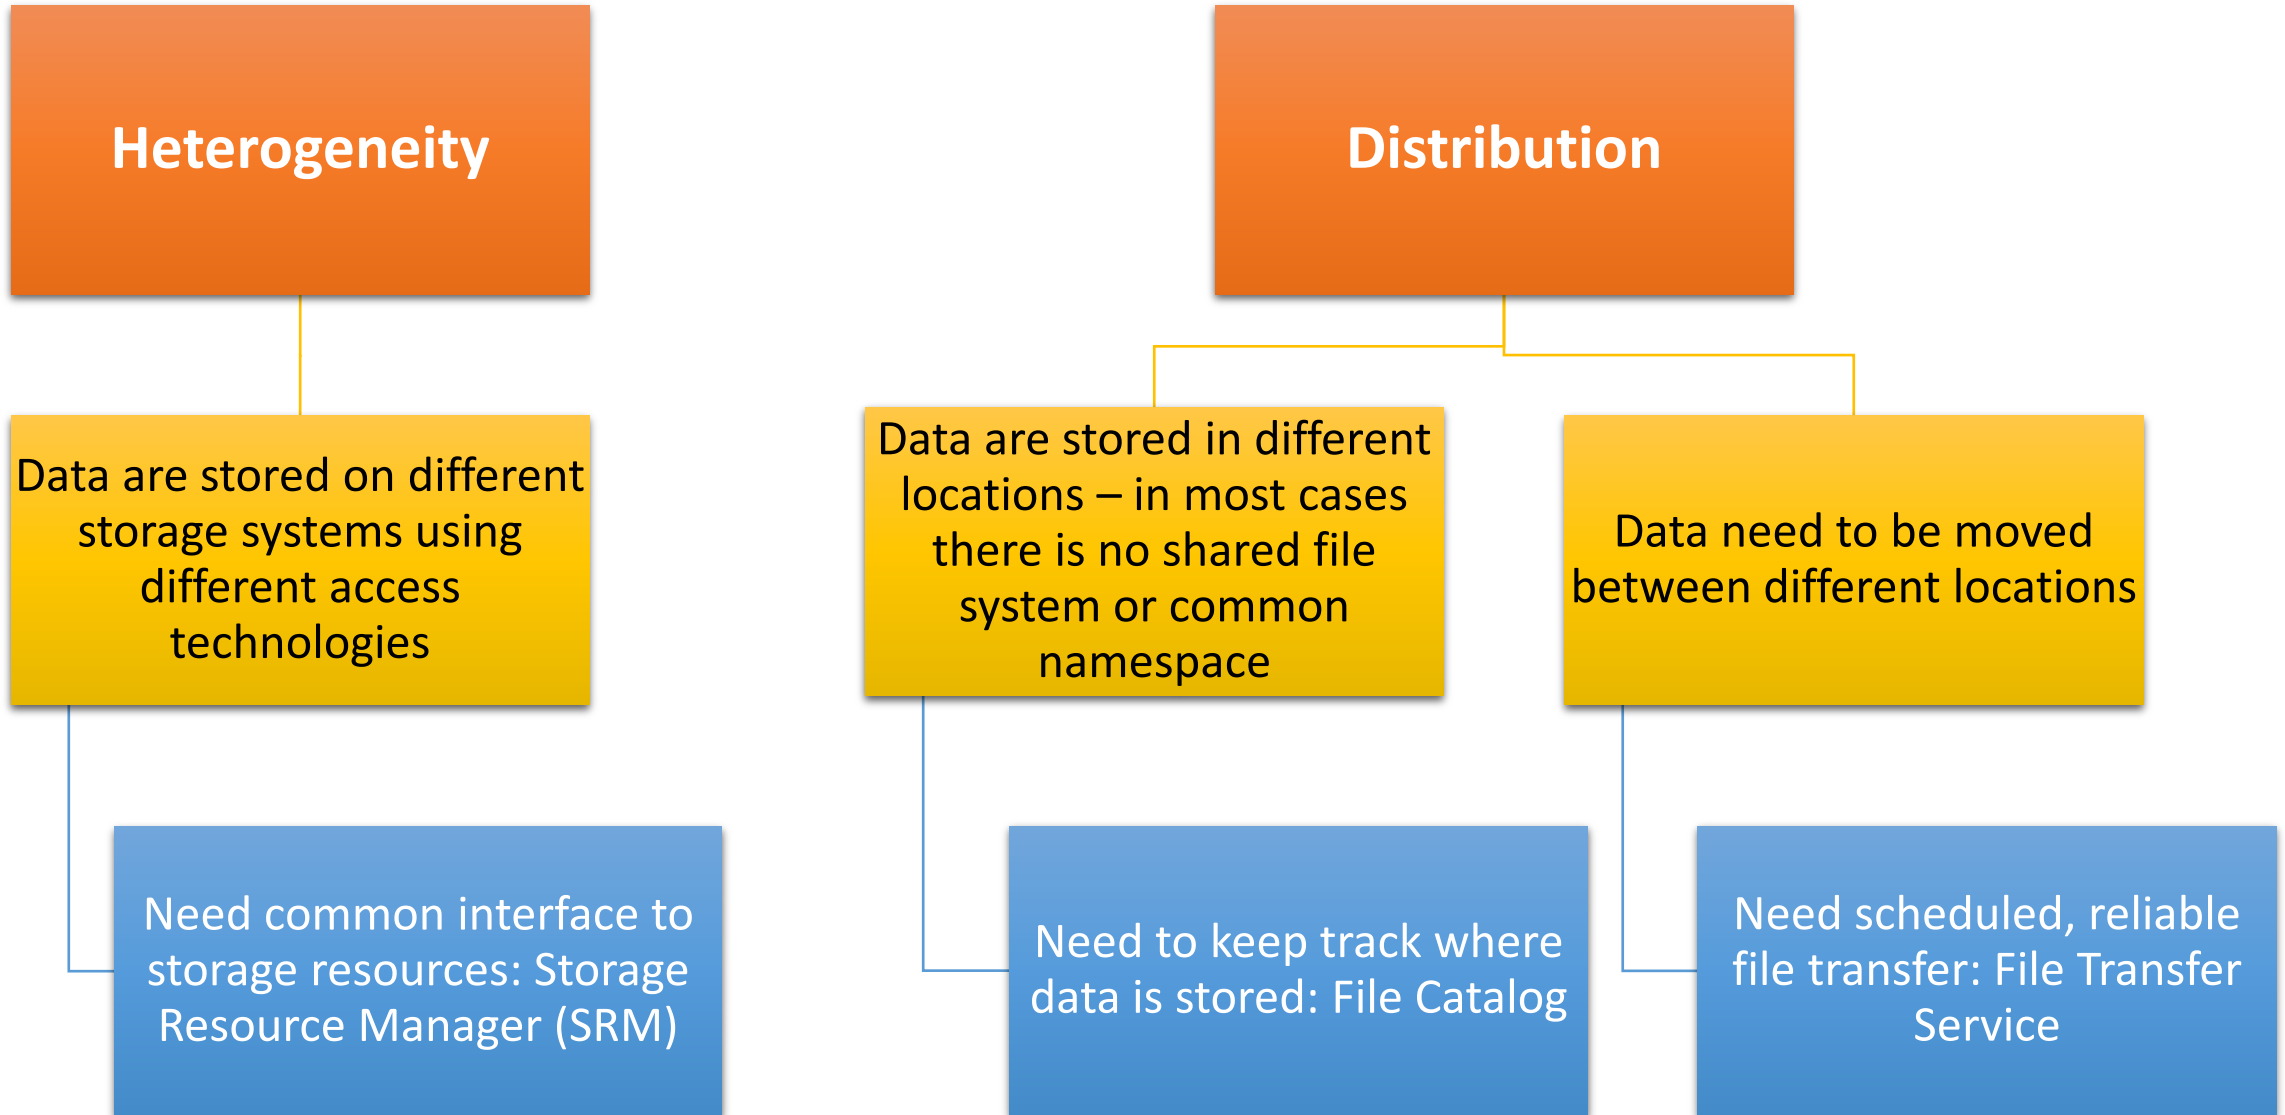 Heterogeneity
Distribution
Data are stored on different
storage systems using
different access
technologies
Data are stored in different
locations – in most cases
there is no shared file
system or common
namespace
Data need to be moved
between different locations
Need common interface to
storage resources: Storage
Resource Manager (SRM)
Need to keep track where
data is stored: File Catalog
Need scheduled, reliable
file transfer: File Transfer
Service